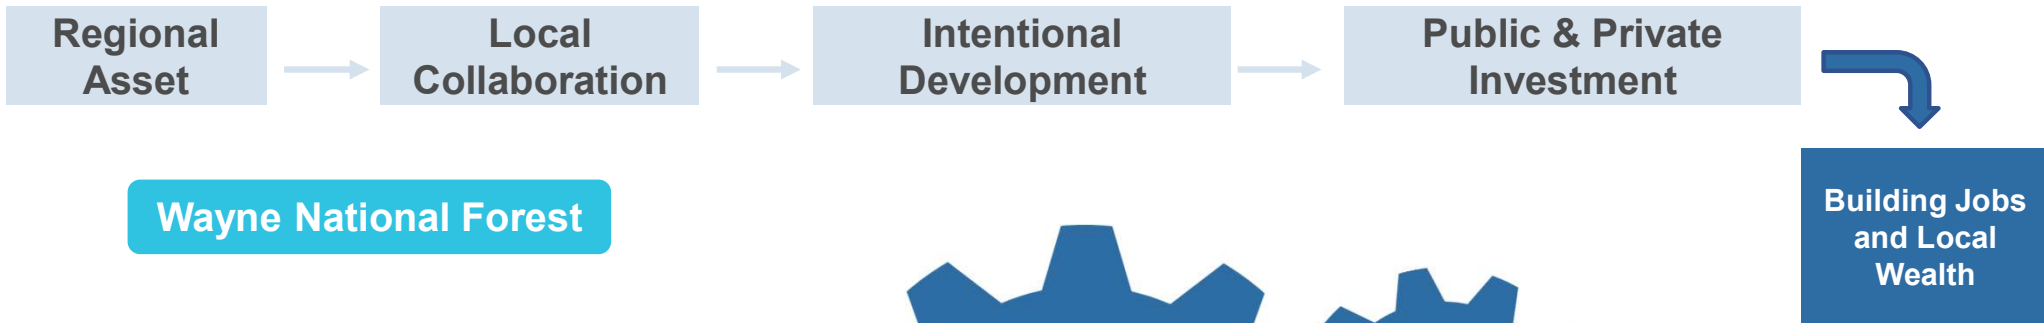 Regional
Asset
Local
Collaboration
Intentional
Development
Public & Private
Investment
Wayne National Forest
Building Jobs
and Local
Wealth